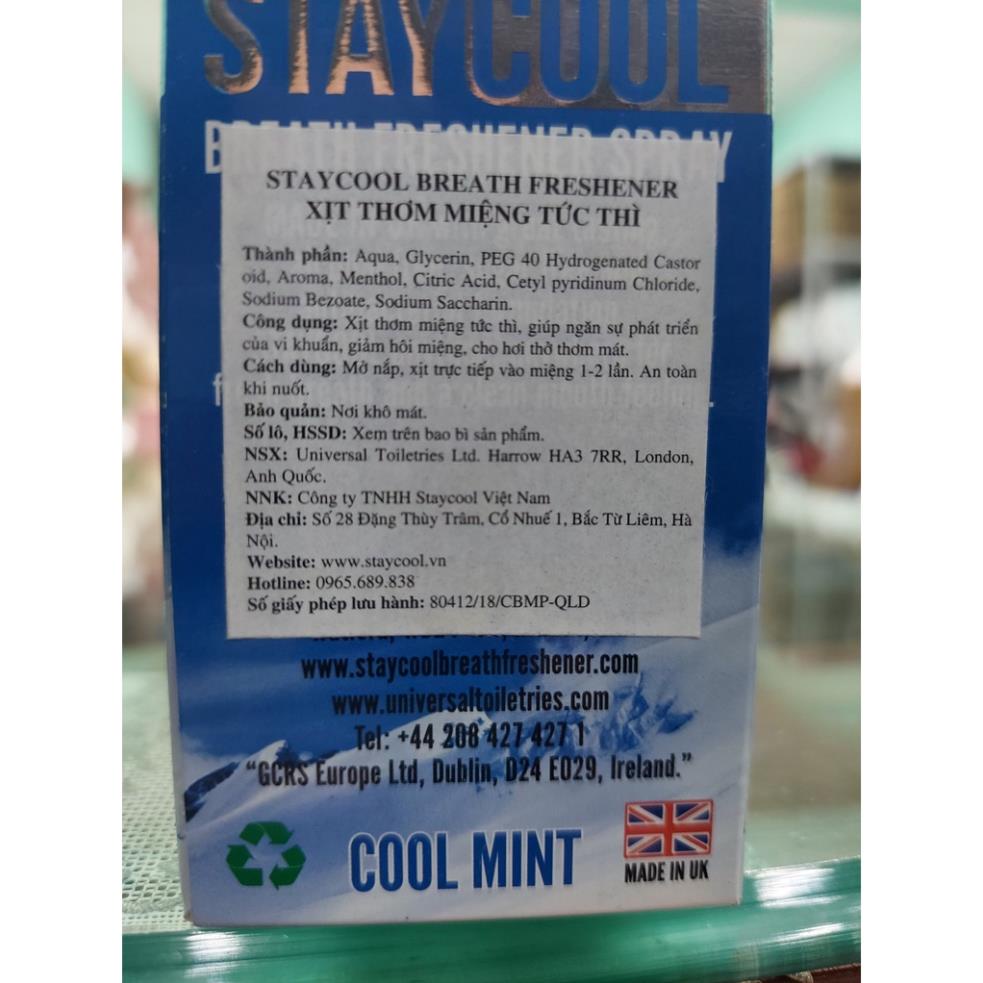 STAYCOOL
BREATH FRESHENER SPRAY
STAYCOOL BREATH FRESHENER
XỊT THƠM MIỆNG TỨC THÌ
Thành phần: Aqua, Glycerin, PEG 40 Hydrogenated Castor
oid, Aroma, Menthol, Citric Acid, Cetyl pyridinum Chloride,
Sodium Bezoate, Sodium Saccharin.
Công dụng: Xịt thơm miệng tức thì, giúp ngăn sự phát triển
của vi khuẩn, giảm hôi miệng, cho hơi thở thơm mát.
Cách dùng: Mở nắp, xịt trực tiếp vào miệng 1-2 lần. An toàn
khi nuốt.
Bảo quản: Nơi khô mát.
Số lô, HSSD: Xem trên bao bì sản phẩm.
NSX: Universal Toiletries Ltd. Harrow HA3 7RR, London,
Anh Quốc.
NNK: Công ty TNHH Staycool Việt Nam
Địa chỉ: Số 28 Đặng Thùy Trâm, Cổ Nhuế 1, Bắc Từ Liêm, Hà
Nội.
Website: www.staycool.vn
Hotline: 0965.689.838
Số giấy phép lưu hành: 80412/18/CBMP-QLD
www.staycoolbreathfreshener.com
www.universaltoiletries.com
Tel: +44 208 427 427 1
“GCRS Europe Ltd, Dublin, D24 E029, Ireland.”
COOL MINT
MADE IN UK